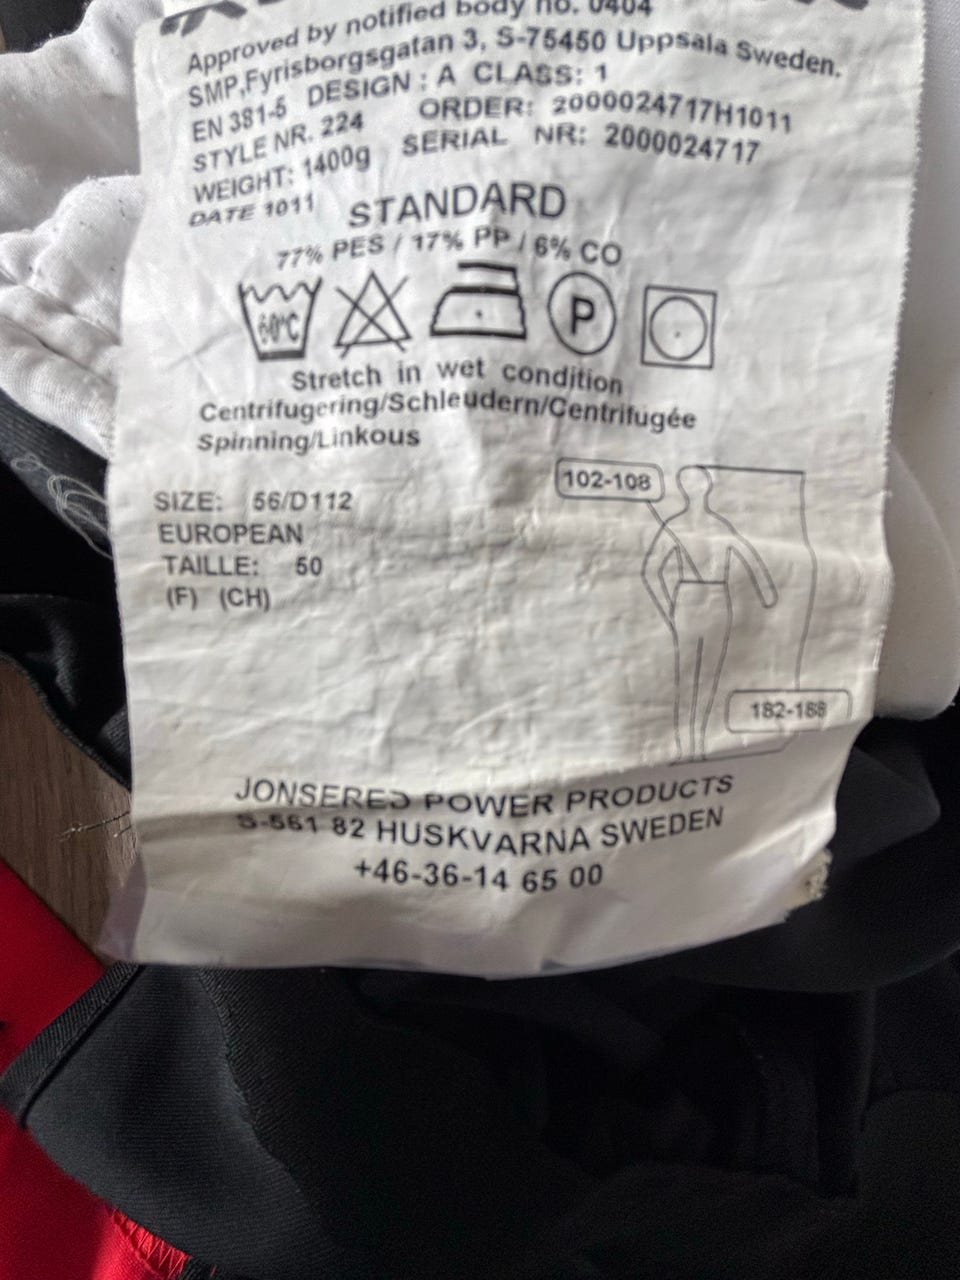 Approved by notified body no. 0404
SMP,Fyrisborgsgatan 3, S-75450 Uppsala Sweden.
EN 381-5 DESIGN : A CLASS: 1
STYLE NR. 224 ORDER: 2000024717H1011
WEIGHT: 1400g SERIAL NR: 2000024717
DATE 1011
STANDARD
77% PES / 17% PP / 6% CO
60°C P
Stretch in wet condition
Centrifugering/Schleudern/Centrifugée
Spinning/Linkous
102-108
SIZE: 56/D112
EUROPEAN
TAILLE: 50
(F) (CH)
182-188
JONSERED POWER PRODUCTS
S-561 82 HUSKVARNA SWEDEN
+46-36-14 65 00